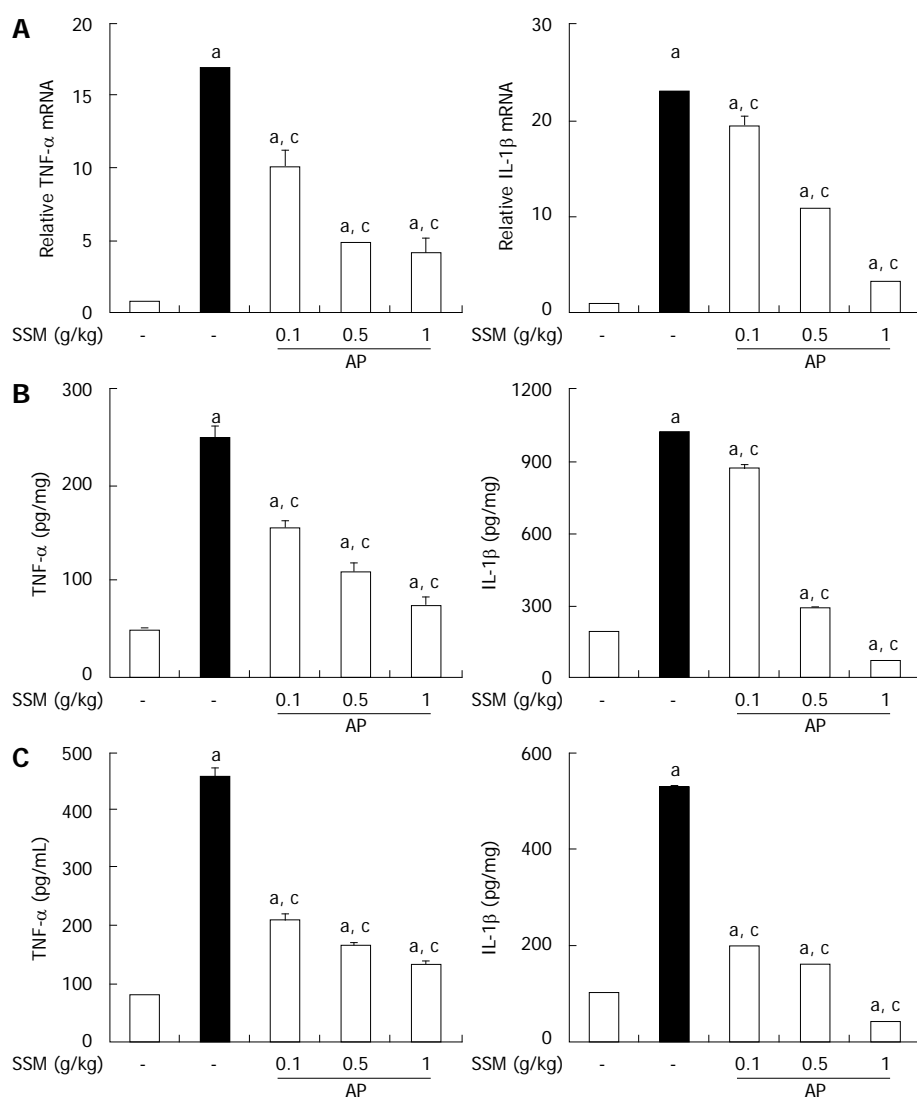 A
Relative TNF-α mRNA
20
15
10
5
0
a
a, c
a, c
a, c
SSM (g/kg) - - 0.1 0.5 1
AP
Relative IL-1β mRNA
30
20
10
0
a
a, c
a, c
a, c
SSM (g/kg) - - 0.1 0.5 1
AP
B
TNF-α (pg/mg)
300
200
100
0
a
a, c
a, c
a, c
SSM (g/kg) - - 0.1 0.5 1
AP
IL-1β (pg/mg)
1200
900
600
300
0
a
a, c
a, c
a, c
SSM (g/kg) - - 0.1 0.5 1
AP
C
TNF-α (pg/mL)
500
400
300
200
100
0
a
a, c
a, c
a, c
SSM (g/kg) - - 0.1 0.5 1
AP
IL-1β (pg/mg)
600
400
200
0
a
a, c
a, c
a, c
SSM (g/kg) - - 0.1 0.5 1
AP